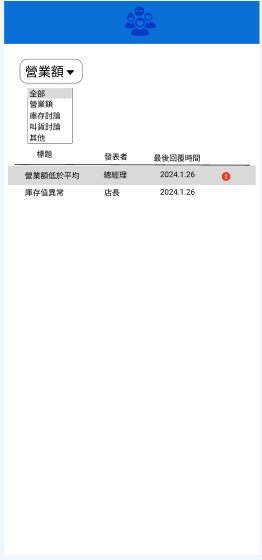 營業額
全部
營業額
庫存討論
叫貨討論
其他
標題 發表者 最後回覆時間
營業額低於平均 總經理 2024.1.26
庫存值異常 店長 2024.1.26